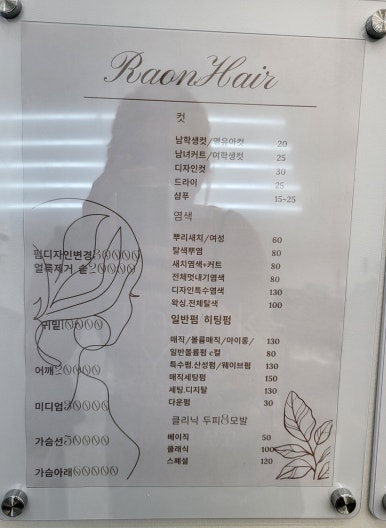 RaonHair
컷
남학생컷/영유아컷 20
남녀커트/여학생컷 25
디자인컷 30
드라이 25
샴푸 15-25
염색
뿌리새치/여성 60
탈색뿌염 80
새치염색+커트 80
전체멋내기염색 80
디자인특수염색 130
왁싱.전체탈색 100
일반펌 히팅펌
매직/볼륨매직/아이롱/ 130
일반볼륨펌 c컬 80
특수펌.산성펌/웨이브펌 130
매직세팅펌 150
세팅.디지탈 130
다운펌 30
클리닉 두피&모발
베이직 50
클래식 100
스페셜 120
펌디자인변경30000
얼룩제거 솔20000
귀밑10000
어깨20000
미디엄30000
가슴선50000
가슴아래60000